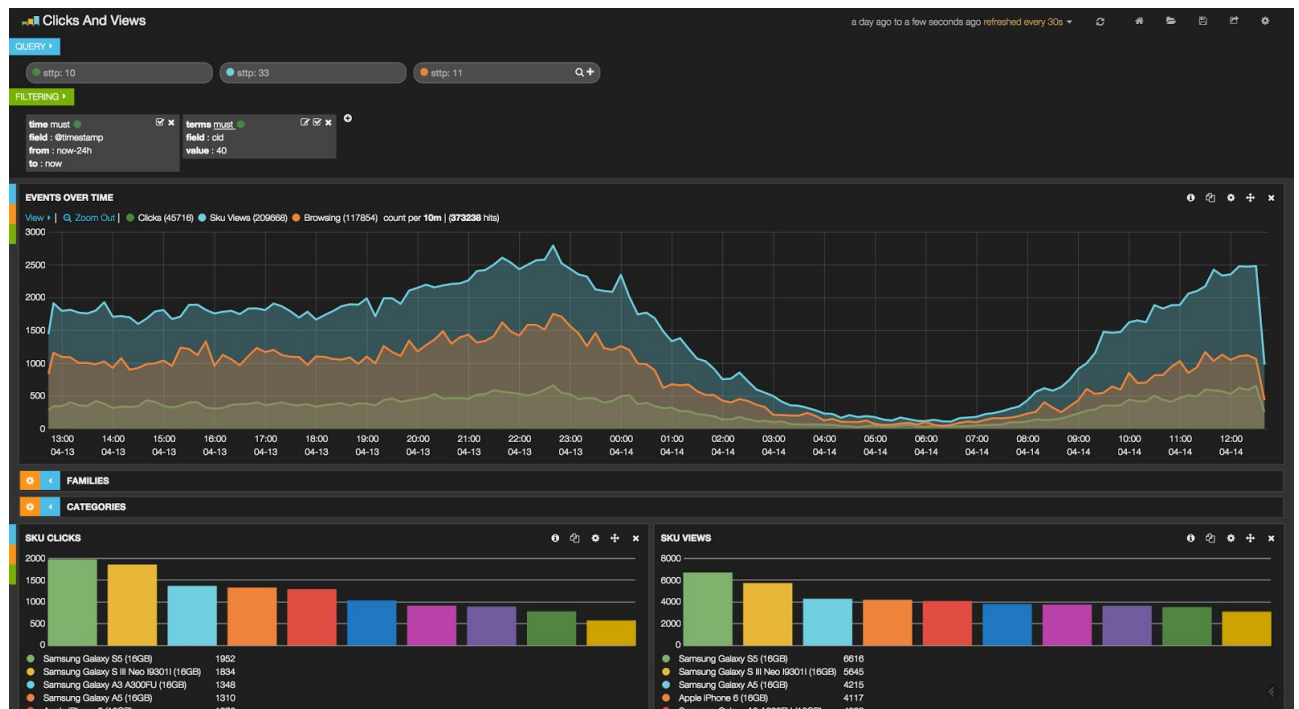 Clicks And Views
a day ago to a few seconds ago refreshed every 30s
QUERY
sttp: 10 sttp: 33 sttp: 11
FILTERING
time must terms must
field : @timestamp field : cid
from : now-24h value : 40
to : now
EVENTS OVER TIME
View | Zoom Out | Clicks (45716) Sku Views (209668) Browsing (117854) count per 10m | (373238 hits)
3000
2500
2000
1500
1000
500
0
13:00 14:00 15:00 16:00 17:00 18:00 19:00 20:00 21:00 22:00 23:00 00:00 01:00 02:00 03:00 04:00 05:00 06:00 07:00 08:00 09:00 10:00 11:00 12:00
04-13 04-13 04-13 04-13 04-13 04-13 04-13 04-13 04-13 04-13 04-13 04-14 04-14 04-14 04-14 04-14 04-14 04-14 04-14 04-14 04-14 04-14 04-14 04-14
FAMILIES
CATEGORIES
SKU CLICKS
2000
1500
1000
500
0
Samsung Galaxy S5 (16GB) 1952
Samsung Galaxy S III Neo I9301I (16GB) 1834
Samsung Galaxy A3 A300FU (16GB) 1348
Samsung Galaxy A5 (16GB) 1310
SKU VIEWS
8000
6000
4000
2000
0
Samsung Galaxy S5 (16GB) 6616
Samsung Galaxy S III Neo I9301I (16GB) 5645
Samsung Galaxy A5 (16GB) 4215
Apple iPhone 6 (16GB) 4117